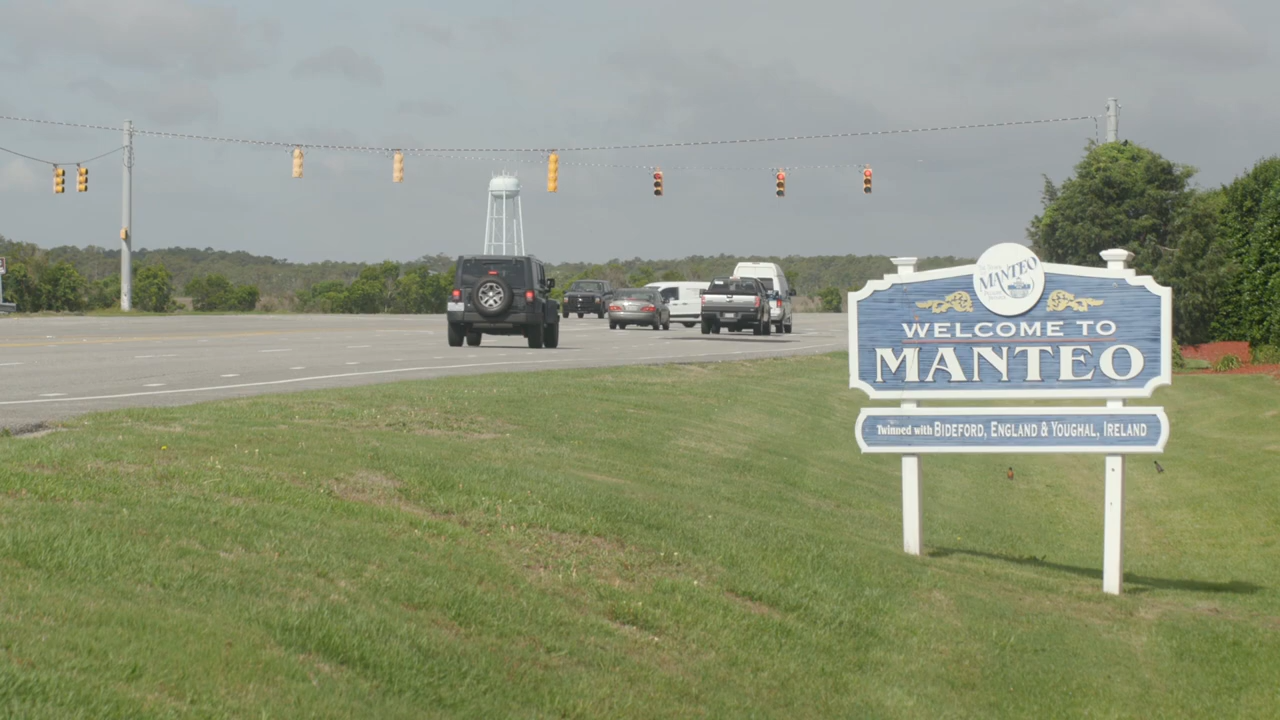 MANTEO
WELCOME TO
MANTEO
Twinned with BIDEFORD, ENGLAND & YOUGHAL, IRELAND